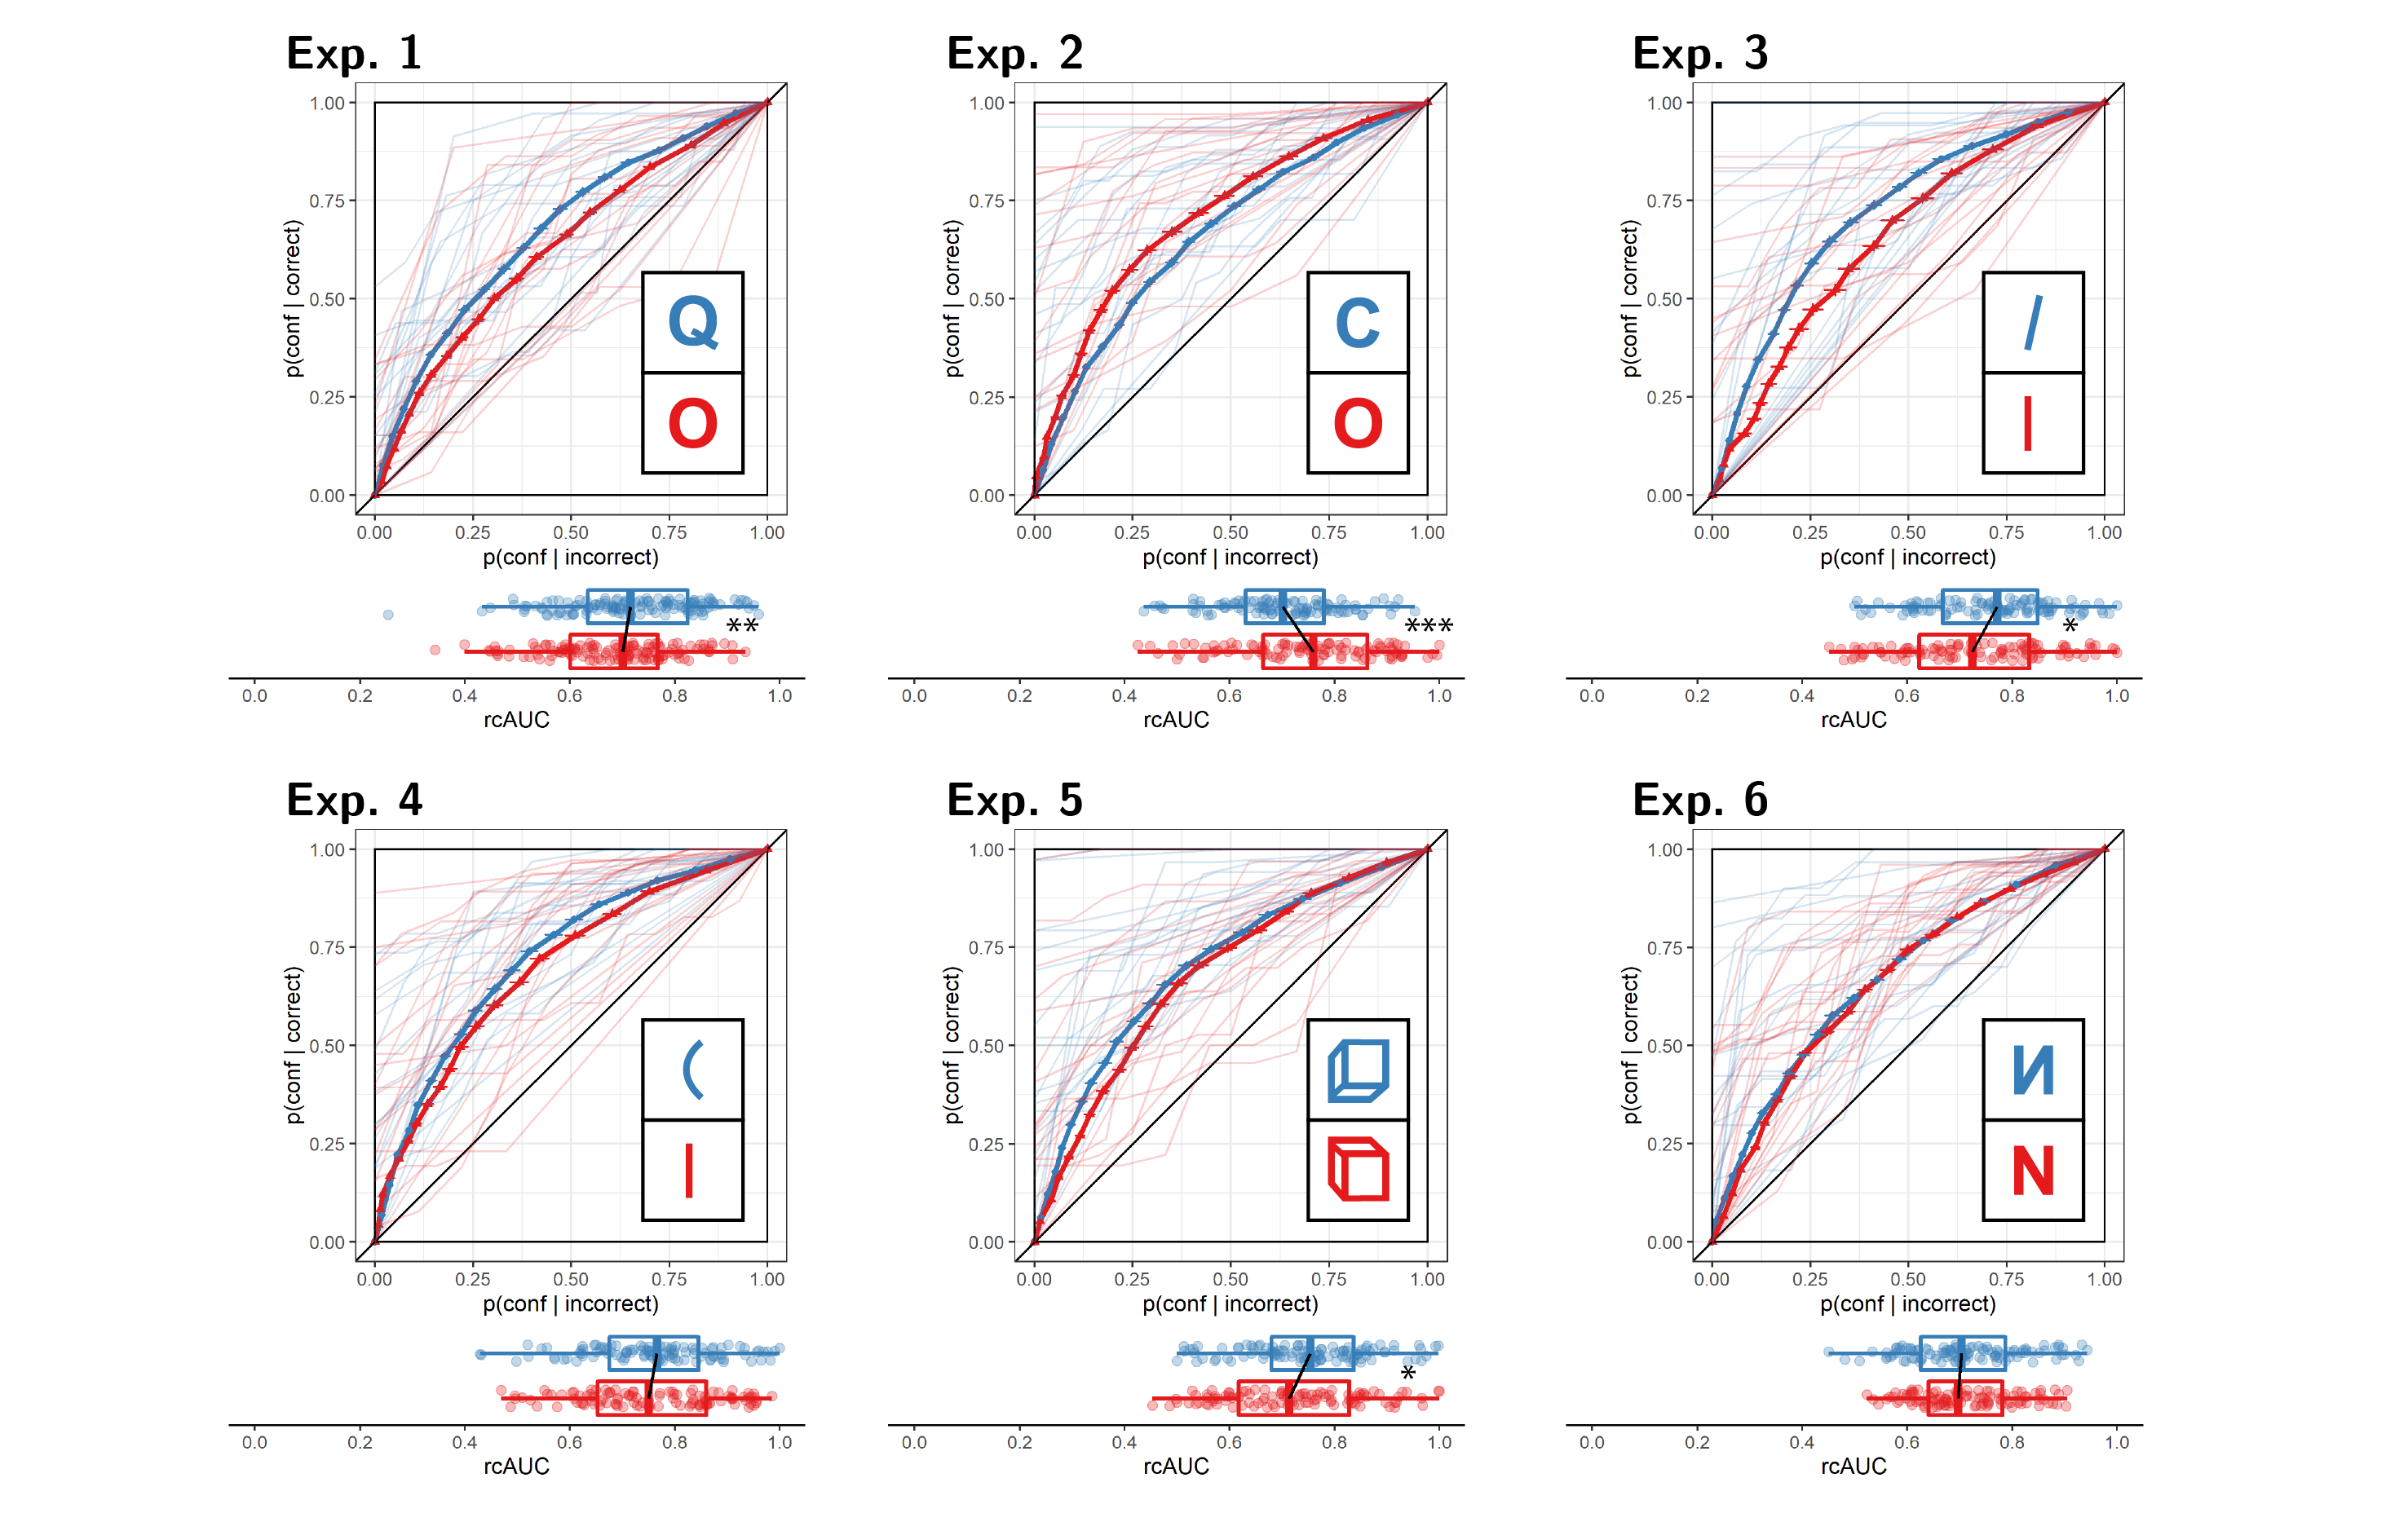 Exp. 1
1.00
0.75
0.50
0.25
0.00
p(conf | correct)
Q
O
0.00 0.25 0.50 0.75 1.00
p(conf | incorrect)
**
0.0 0.2 0.4 0.6 0.8 1.0
rcAUC
Exp. 2
1.00
0.75
0.50
0.25
0.00
p(conf | correct)
C
O
0.00 0.25 0.50 0.75 1.00
p(conf | incorrect)
***
0.0 0.2 0.4 0.6 0.8 1.0
rcAUC
Exp. 3
1.00
0.75
0.50
0.25
0.00
p(conf | correct)
/
|
0.00 0.25 0.50 0.75 1.00
p(conf | incorrect)
*
0.0 0.2 0.4 0.6 0.8 1.0
rcAUC
Exp. 4
1.00
0.75
0.50
0.25
0.00
p(conf | correct)
(
|
0.00 0.25 0.50 0.75 1.00
p(conf | incorrect)
0.0 0.2 0.4 0.6 0.8 1.0
rcAUC
Exp. 5
1.00
0.75
0.50
0.25
0.00
p(conf | correct)
0.00 0.25 0.50 0.75 1.00
p(conf | incorrect)
*
0.0 0.2 0.4 0.6 0.8 1.0
rcAUC
Exp. 6
1.00
0.75
0.50
0.25
0.00
p(conf | correct)
И
N
0.00 0.25 0.50 0.75 1.00
p(conf | incorrect)
0.0 0.2 0.4 0.6 0.8 1.0
rcAUC